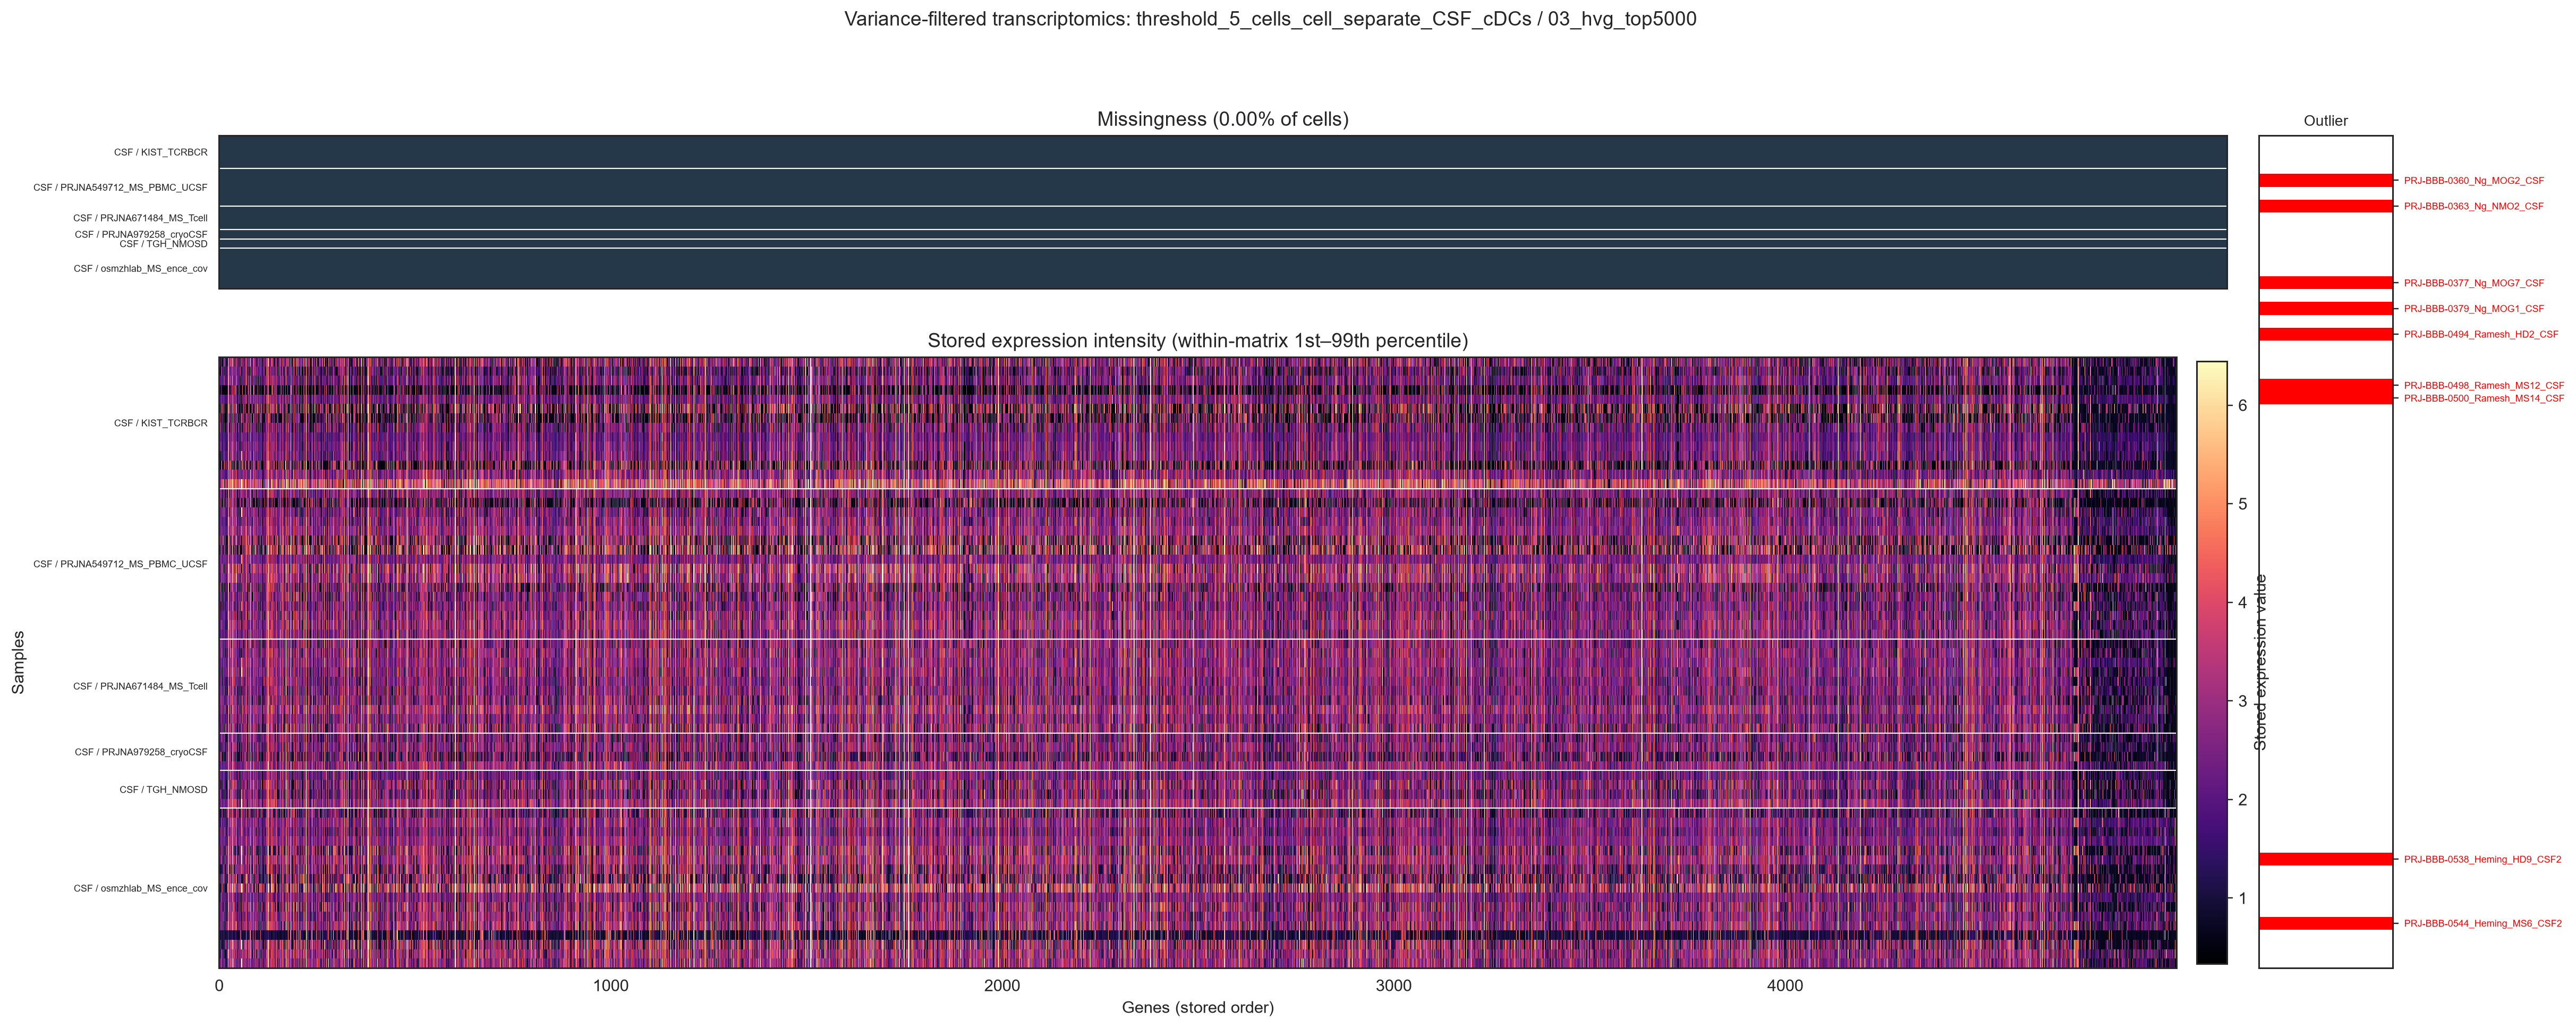 Variance-filtered transcriptomics: threshold_5_cells_cell_separate_CSF_cDCs / 03_hvg_top5000
Missingness (0.00% of cells)
CSF / KIST_TCRBCR
CSF / PRJNA549712_MS_PBMC_UCSF
CSF / PRJNA671484_MS_Tcell
CSF / PRJNA979258_cryoCSF
CSF / TGH_NMOSD
CSF / osmzhlab_MS_ence_cov
Outlier
PRJ-BBB-0360_Ng_MOG2_CSF
PRJ-BBB-0363_Ng_NMO2_CSF
PRJ-BBB-0377_Ng_MOG7_CSF
PRJ-BBB-0379_Ng_MOG1_CSF
PRJ-BBB-0494_Ramesh_HD2_CSF
PRJ-BBB-0498_Ramesh_MS12_CSF
PRJ-BBB-0500_Ramesh_MS14_CSF
PRJ-BBB-0538_Heming_HD9_CSF2
PRJ-BBB-0544_Heming_MS6_CSF2
Stored expression intensity (within-matrix 1st–99th percentile)
Samples
CSF / KIST_TCRBCR
CSF / PRJNA549712_MS_PBMC_UCSF
CSF / PRJNA671484_MS_Tcell
CSF / PRJNA979258_cryoCSF
CSF / TGH_NMOSD
CSF / osmzhlab_MS_ence_cov
0 1000 2000 3000 4000
Genes (stored order)
6
5
4
3
2
1
Stored expression value